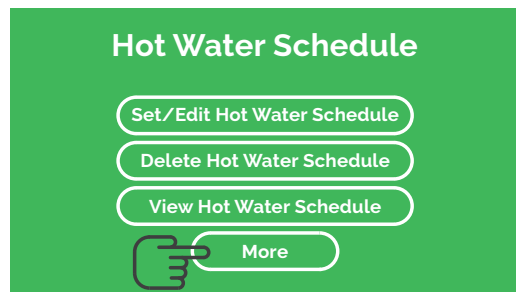 Hot Water Schedule
Set/Edit Hot Water Schedule
Delete Hot Water Schedule
View Hot Water Schedule
More